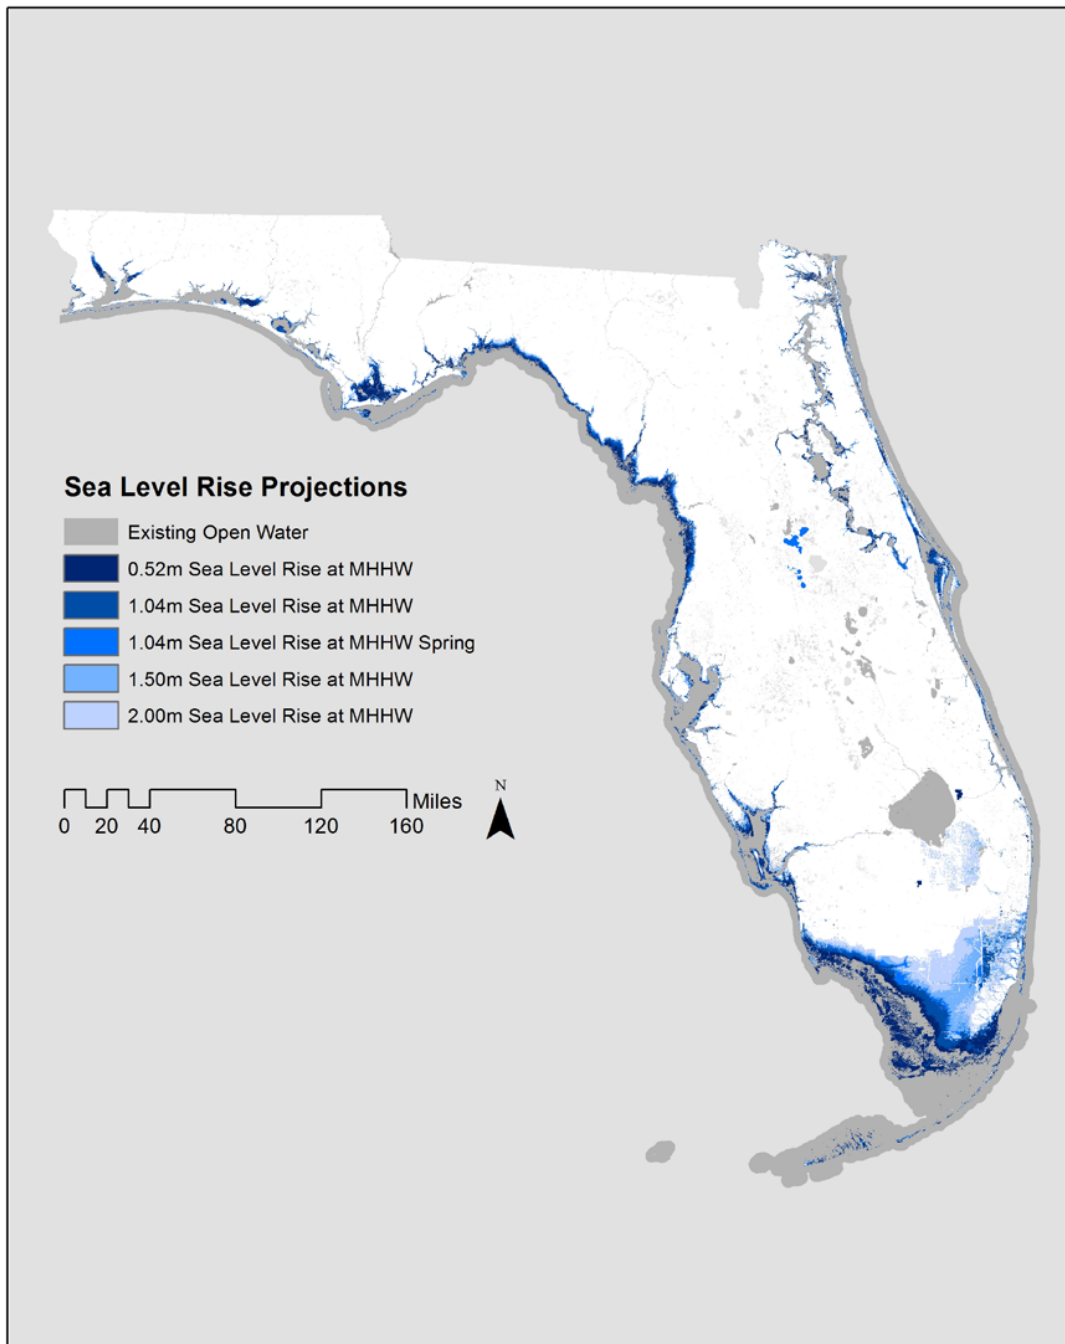 Sea Level Rise Projections
Existing Open Water
0.52m Sea Level Rise at MHHW
1.04m Sea Level Rise at MHHW
1.04m Sea Level Rise at MHHW Spring
1.50m Sea Level Rise at MHHW
2.00m Sea Level Rise at MHHW
N
Miles
0 20 40 80 120 160